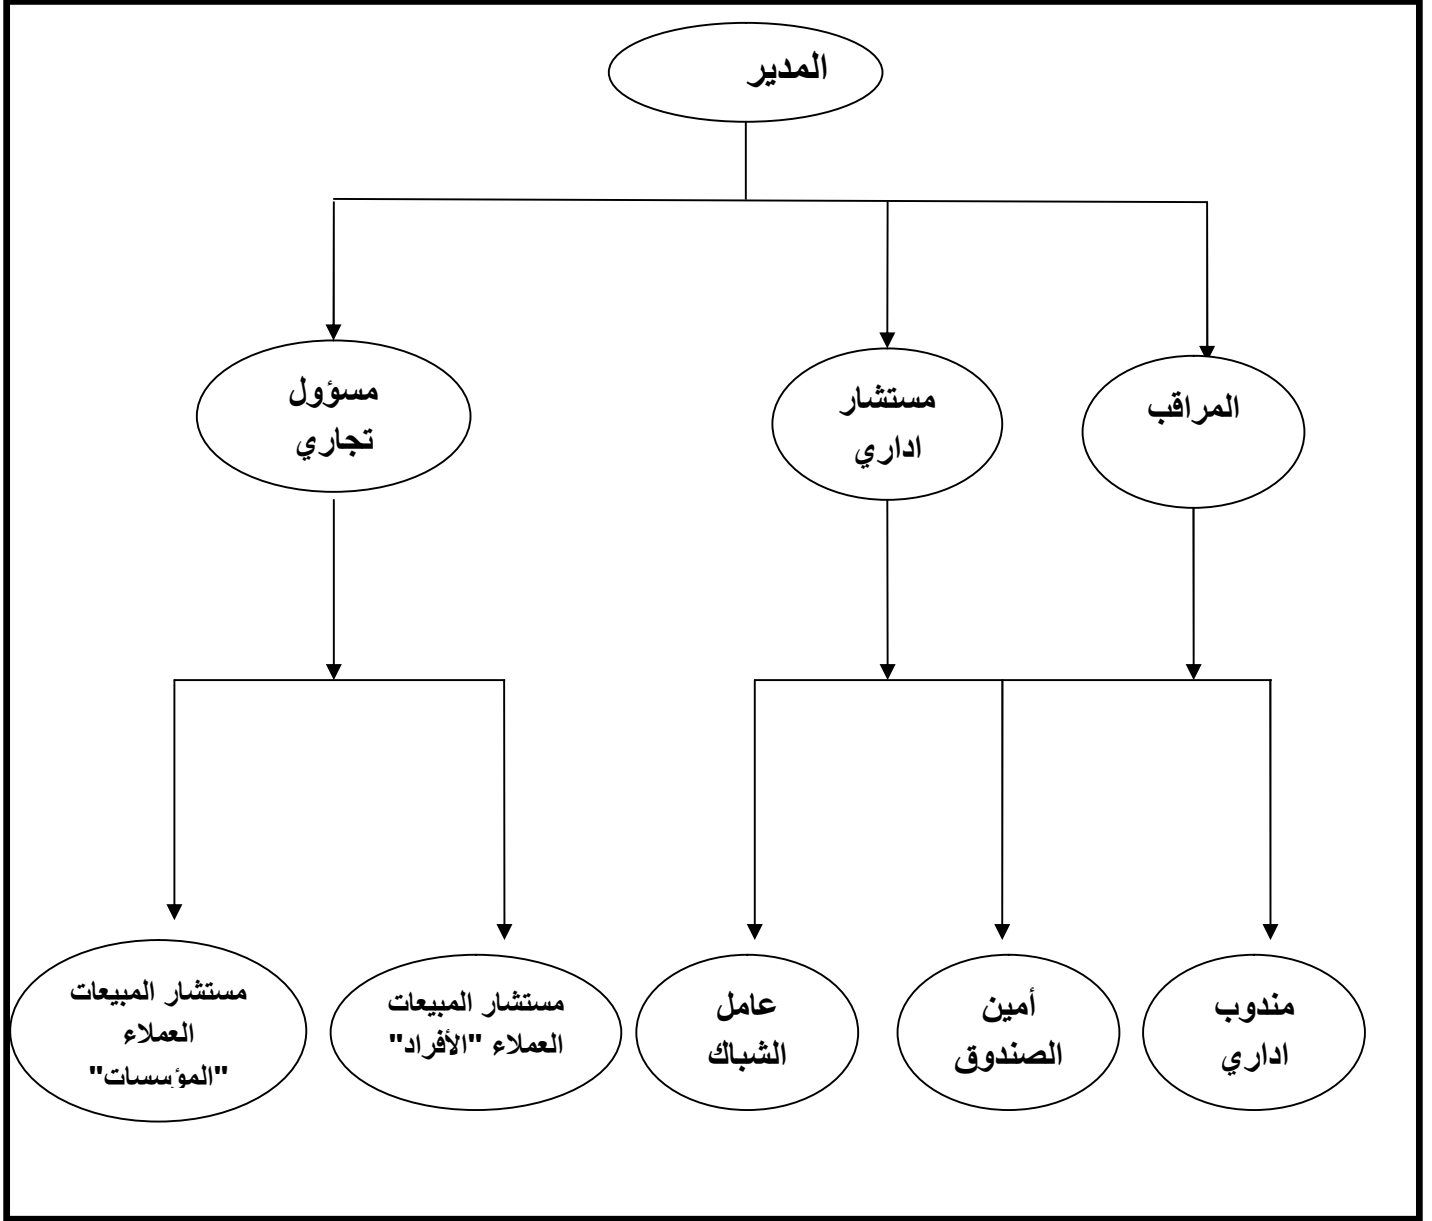 المدير
المراقب
مستشار
اداري
مسؤول
تجاري
مندوب
اداري
أمين
الصندوق
عامل
الشباك
مستشار المبيعات
العملاء "الأفراد"
مستشار المبيعات
العملاء
"المؤسسات"